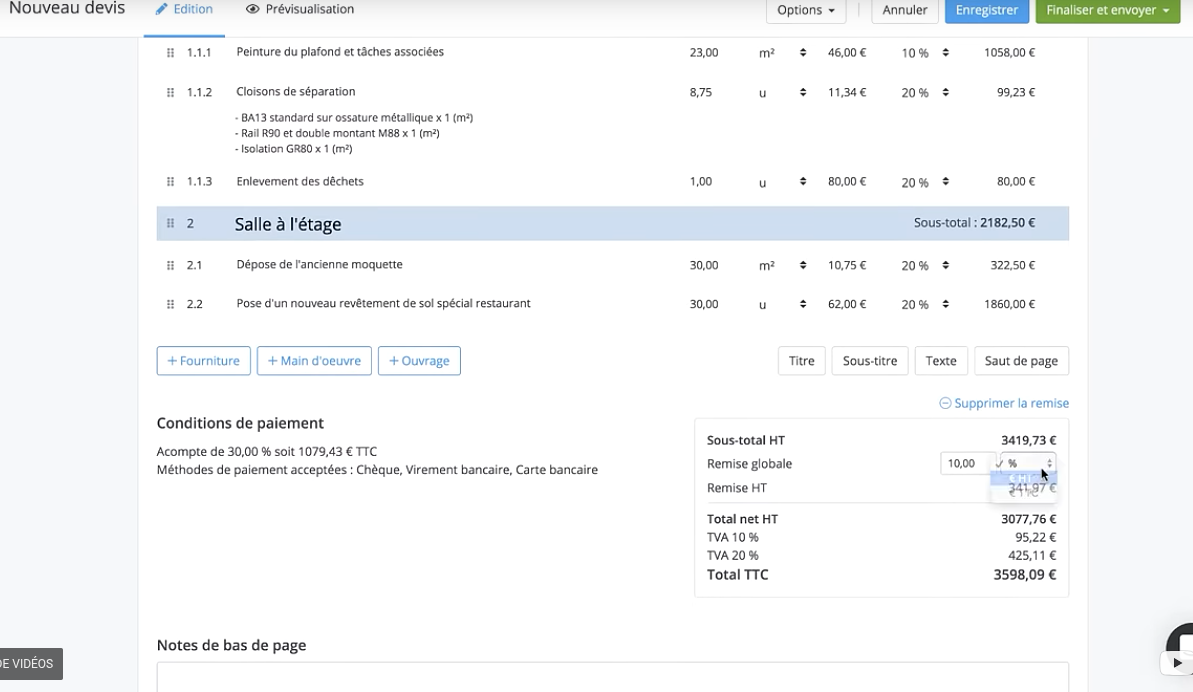 Nouveau devis Edition Prévisualisation Options Annuler Enregistrer Finaliser et envoyer
1.1.1 Peinture du plafond et tâches associées 23,00 m² 46,00 € 10 % 1058,00 €
1.1.2 Cloisons de séparation 8,75 u 11,34 € 20 % 99,23 €
- BA13 standard sur ossature métallique x 1 (m²)
- Rail R90 et double montant M88 x 1 (m²)
- Isolation GR80 x 1 (m²)
1.1.3 Enlevement des dêchets 1,00 u 80,00 € 20 % 80,00 €
2 Salle à l'étage Sous-total : 2182,50 €
2.1 Dépose de l'ancienne moquette 30,00 m² 10,75 € 20 % 322,50 €
2.2 Pose d'un nouveau revêtement de sol spécial restaurant 30,00 u 62,00 € 20 % 1860,00 €
+ Fourniture + Main d'oeuvre + Ouvrage Titre Sous-titre Texte Saut de page
Supprimer la remise
Conditions de paiement
Acompte de 30,00 % soit 1079,43 € TTC
Méthodes de paiement acceptées : Chèque, Virement bancaire, Carte bancaire
Sous-total HT 3419,73 €
Remise globale 10,00 ✓ %
€ HT
Remise HT 341,97 €
€ TTC
Total net HT 3077,76 €
TVA 10 % 95,22 €
TVA 20 % 425,11 €
Total TTC 3598,09 €
Notes de bas de page
DE VIDÉOS